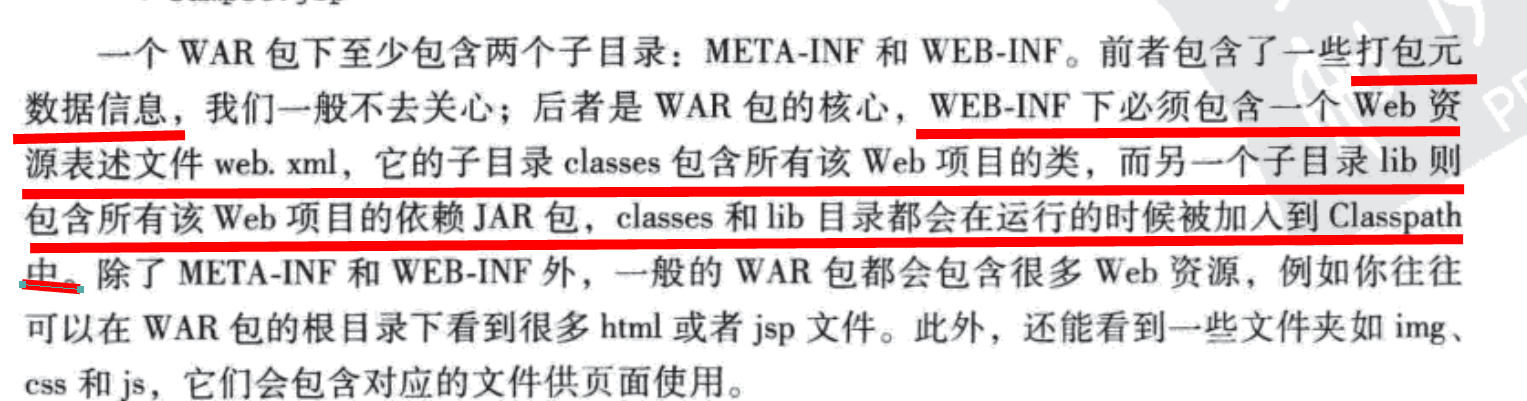 一个 WAR 包下至少包含两个子目录：META-INF 和 WEB-INF。前者包含了一些打包元
数据信息，我们一般不去关心；后者是 WAR 包的核心，WEB-INF 下必须包含一个 Web 资
源表述文件 web. xml，它的子目录 classes 包含所有该 Web 项目的类，而另一个子目录 lib 则
包含所有该 Web 项目的依赖 JAR 包，classes 和 lib 目录都会在运行的时候被加入到 Classpath
中。除了 META-INF 和 WEB-INF 外，一般的 WAR 包都会包含很多 Web 资源，例如你往往
可以在 WAR 包的根目录下看到很多 html 或者 jsp 文件。此外，还能看到一些文件夹如 img、
css 和 js，它们会包含对应的文件供页面使用。